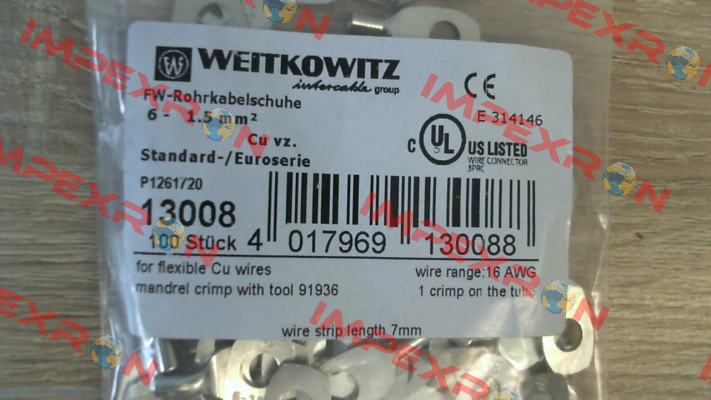 WEITKOWITZ
intercable group
FW-Rohrkabelschuhe
6 - 1.5 mm²
Cu vz.
Standard-/Euroserie
P1261/20
13008
100 Stück
4 017969 130088
CE
E 314146
C UL US LISTED
WIRE CONNECTOR
3PRC
for flexible Cu wires
wire range:16 AWG
mandrel crimp with tool 91936
1 crimp on the tube
wire strip length 7mm
IMPEXRON
IMPEXRON
IMPEXRON
IMPEXRON
IMPEXRON